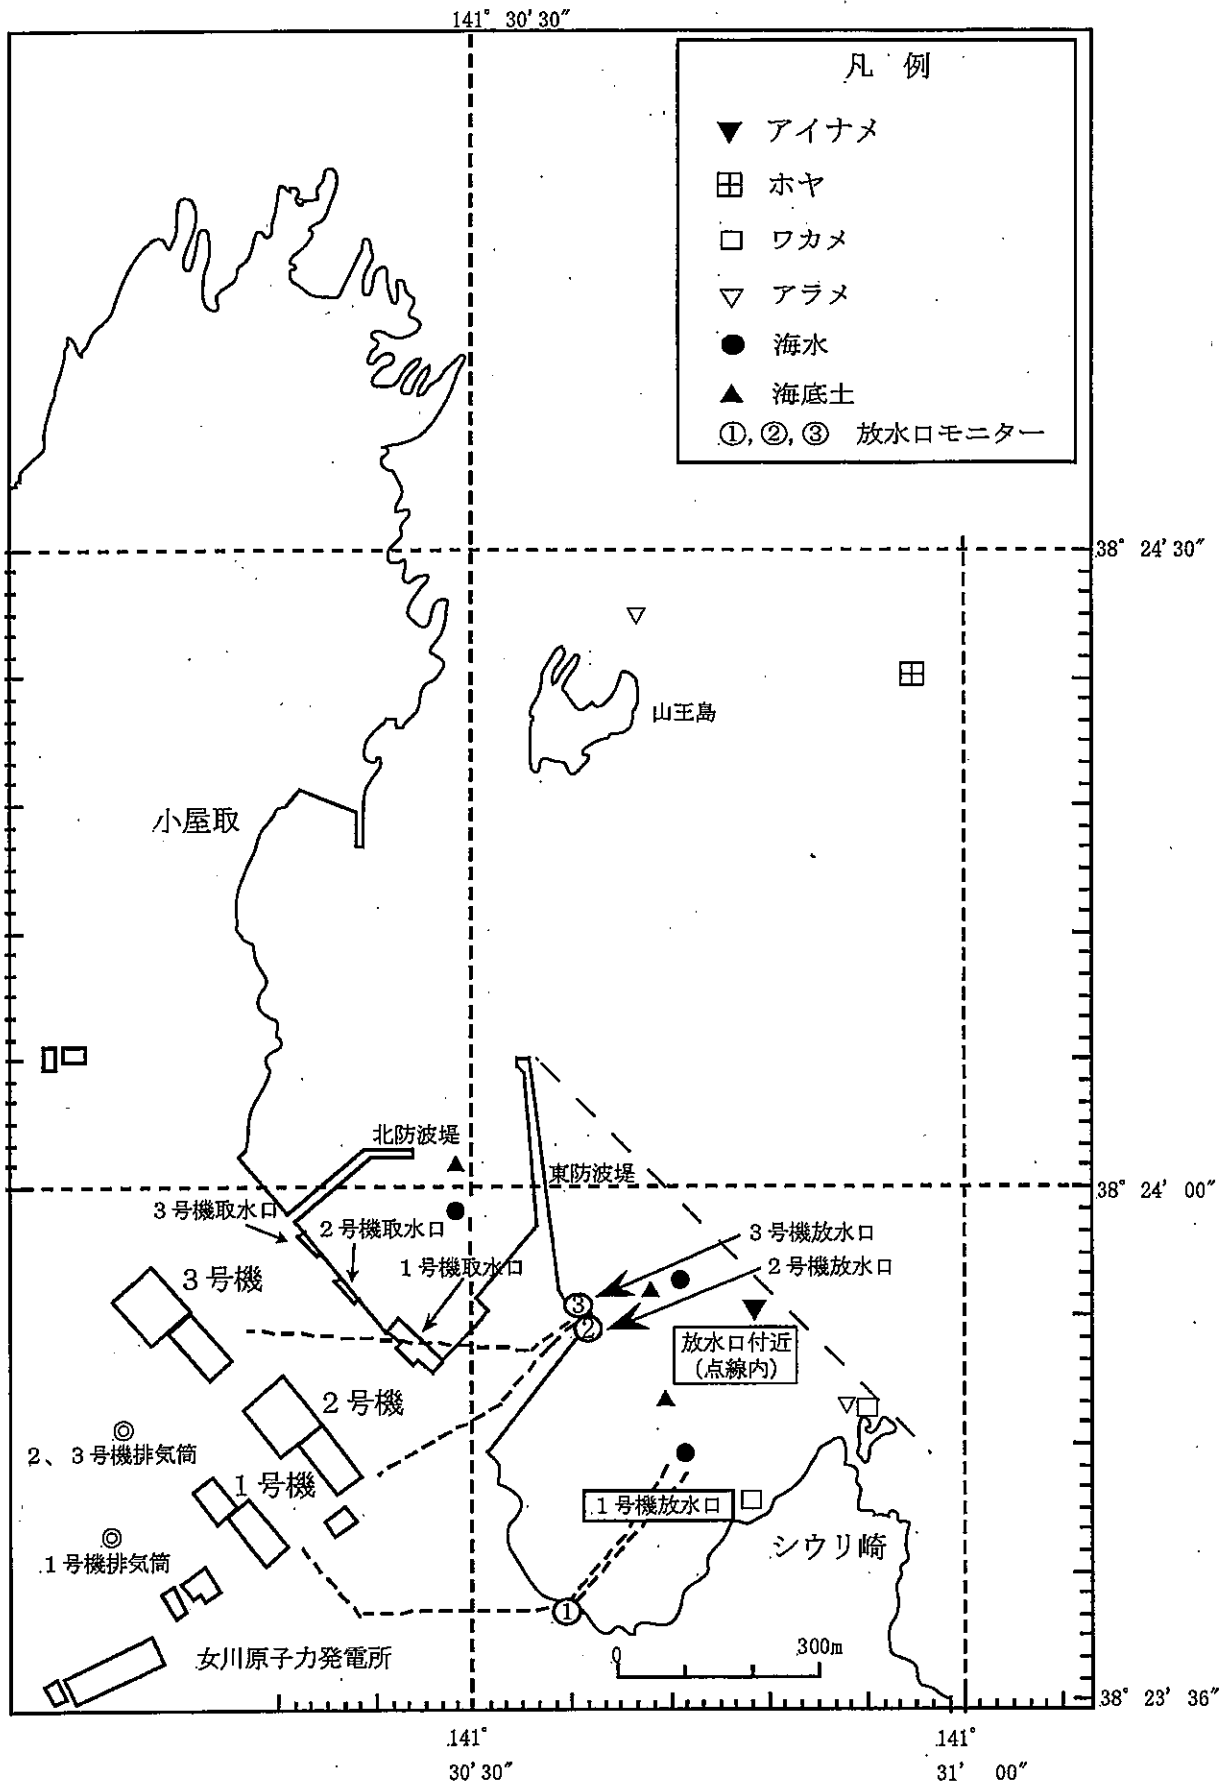 141° 30′30″
凡 例
アイナメ
ホヤ
ワカメ
アラメ
海水
海底土
①,②,③ 放水口モニター
38° 24′30″
山王島
小屋取
北防波堤
東防波堤
38° 24′00″
3号機取水口
2号機取水口
1号機取水口
3号機放水口
2号機放水口
3号機
③
②
放水口付近
(点線内)
2号機
2、3号機排気筒
1号機
1号機放水口
シウリ崎
1号機排気筒
①
女川原子力発電所
0 300m
38° 23′36″
141°
30′30″
141°
31′00″